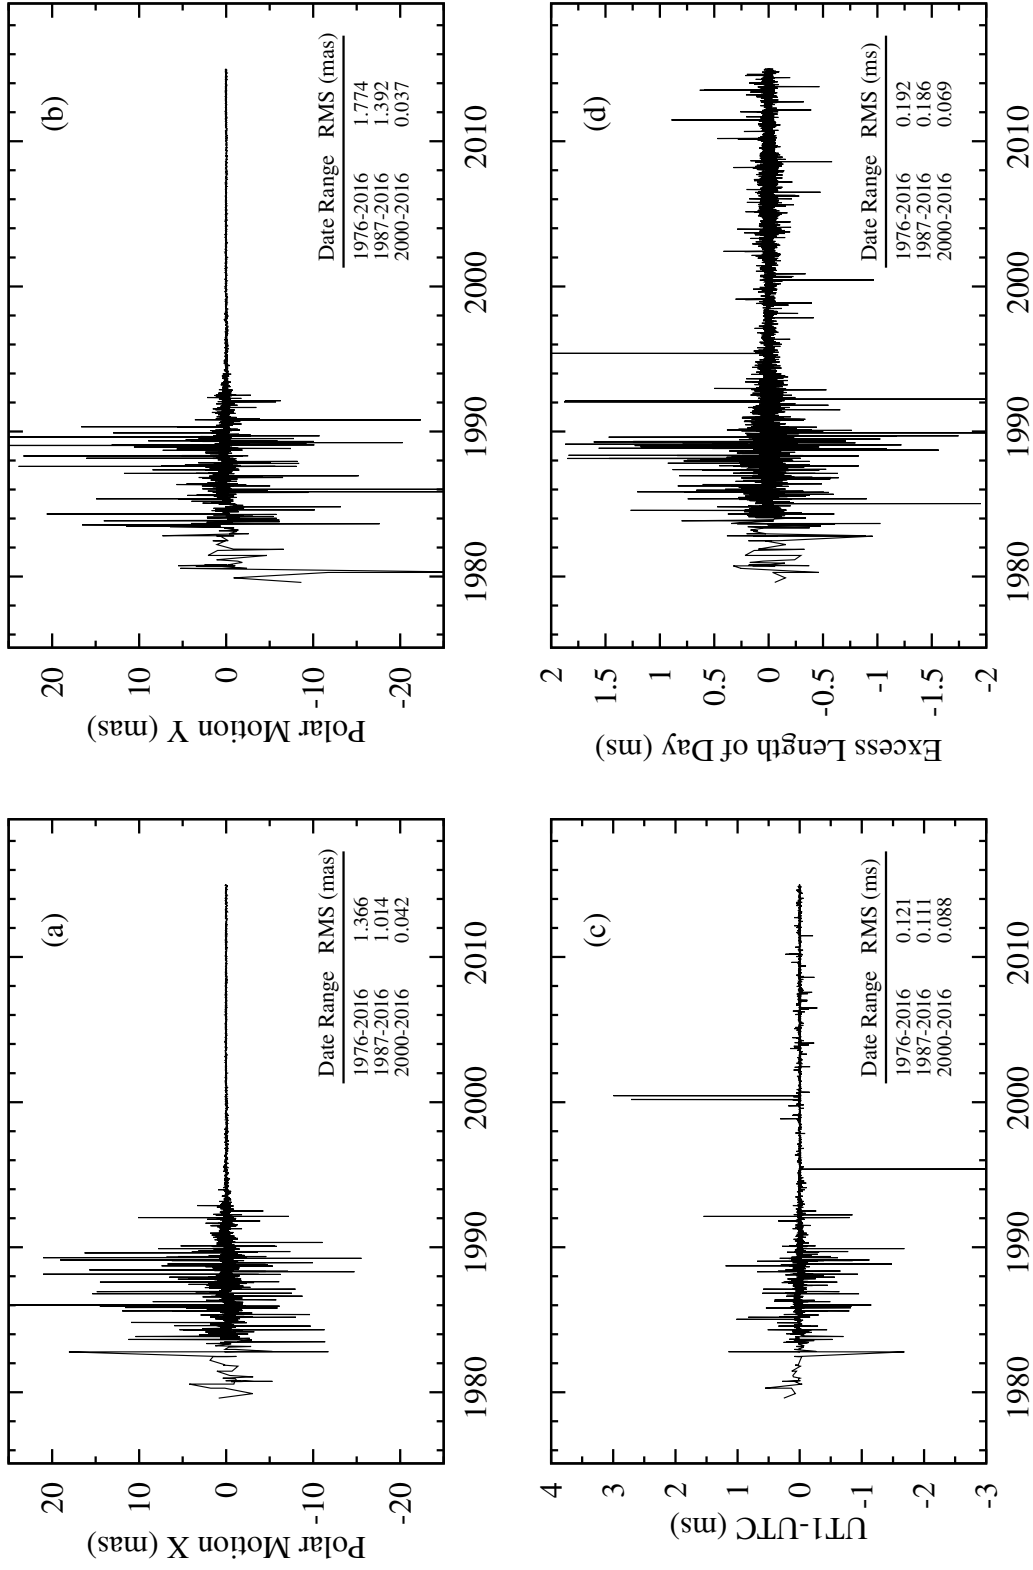 (a)
Date Range RMS (mas)
1976-2016 1.366
1987-2016 1.014
2000-2016 0.042
20
10
0
-10
-20
Polar Motion X (mas)
1980 1990 2000 2010
(b)
Date Range RMS (mas)
1976-2016 1.774
1987-2016 1.392
2000-2016 0.037
20
10
0
-10
-20
Polar Motion Y (mas)
1980 1990 2000 2010
(c)
Date Range RMS (ms)
1976-2016 0.121
1987-2016 0.111
2000-2016 0.088
4
3
2
1
0
-1
-2
-3
UT1-UTC (ms)
1980 1990 2000 2010
(d)
Date Range RMS (ms)
1976-2016 0.192
1987-2016 0.186
2000-2016 0.069
2
1.5
1
0.5
0
-0.5
-1
-1.5
-2
Excess Length of Day (ms)
1980 1990 2000 2010